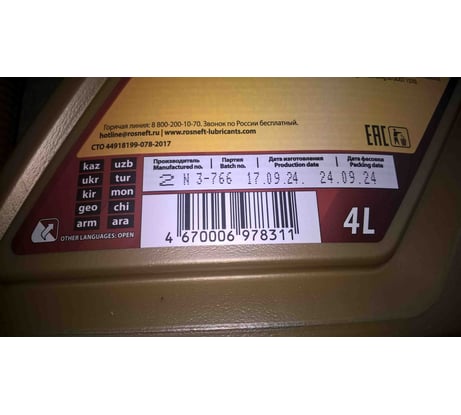 Горячая линия: 8 800-200-10-70. Звонок по России бесплатный.
hotline@rosneft.ru | www.rosneft-lubricants.com
СТО 44918199-078-2017
EAC
kaz uzb
ukr tur
kir mon
geo chi
arm ara
OTHER LANGUAGES: OPEN
Производитель Партия Дата изготовления Дата фасовки
Manufactured no. Batch no. Production date Packing date
2 N 3-766 17.09.24. 24.09.24
4 670006 978311
4L